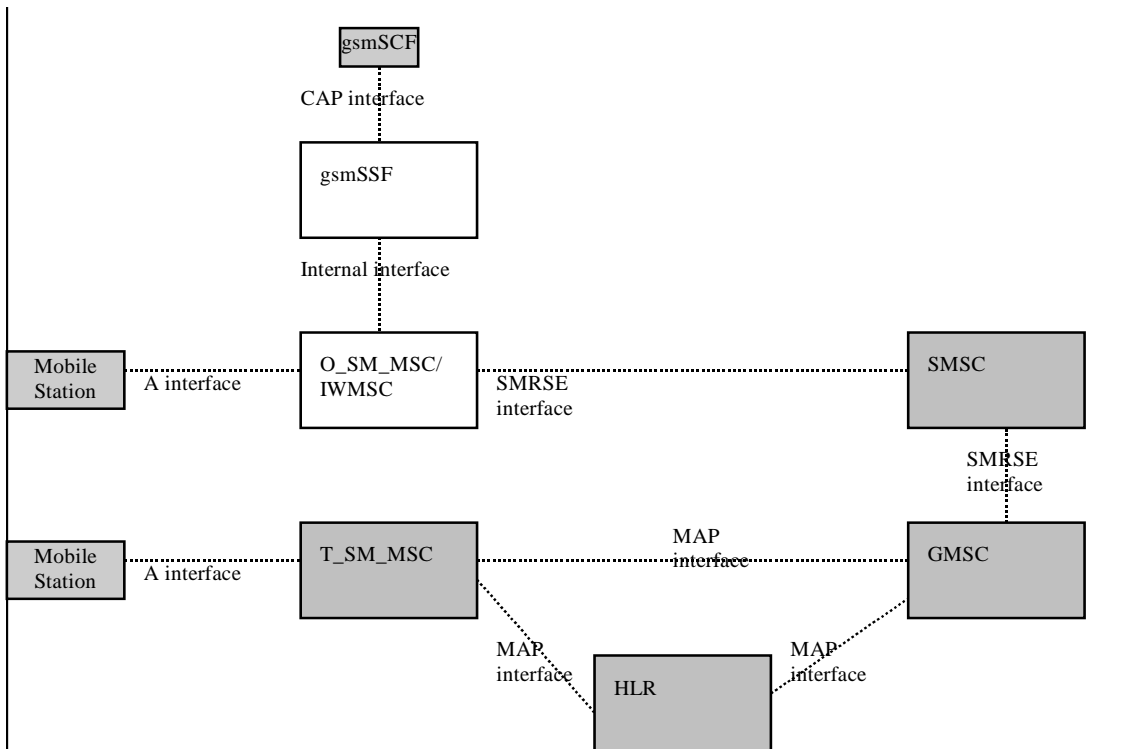 gsmSCF
CAP interface
gsmSSF
Internal interface
Mobile
Station
A interface
O_SM_MSC/
IWMSC
SMRSE
interface
SMSC
SMRSE
interface
Mobile
Station
A interface
T_SM_MSC
MAP
interface
GMSC
MAP
interface
HLR
MAP
interface